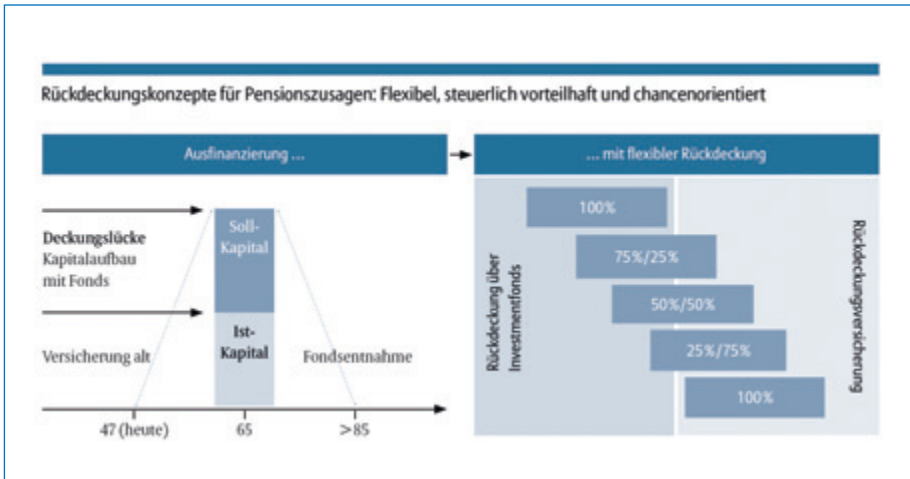 Rückdeckungskonzepte für Pensionszusagen: Flexibel, steuerlich vorteilhaft und chancenorientiert
Ausfinanzierung ...
Deckungslücke
Kapitalaufbau
mit Fonds
Versicherung alt
Soll-
Kapital
Ist-
Kapital
Fondsentnahme
47 (heute)
65
>85
... mit flexibler Rückdeckung
Rückdeckung über
Investmentfonds
100%
75%/25%
50%/50%
25%/75%
100%
Rückdeckungsversicherung